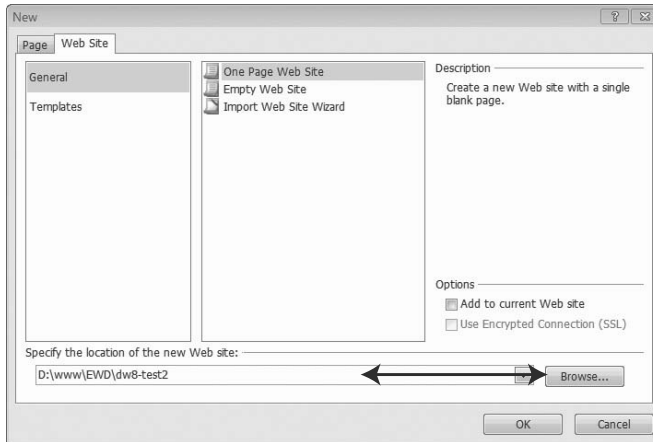 New
Page Web Site
General
Templates
One Page Web Site
Empty Web Site
Import Web Site Wizard
Description
Create a new Web site with a single
blank page.
Options
Add to current Web site
Use Encrypted Connection (SSL)
Specify the location of the new Web site:
D:\www\EWD\dw8-test2
Browse...
OK Cancel